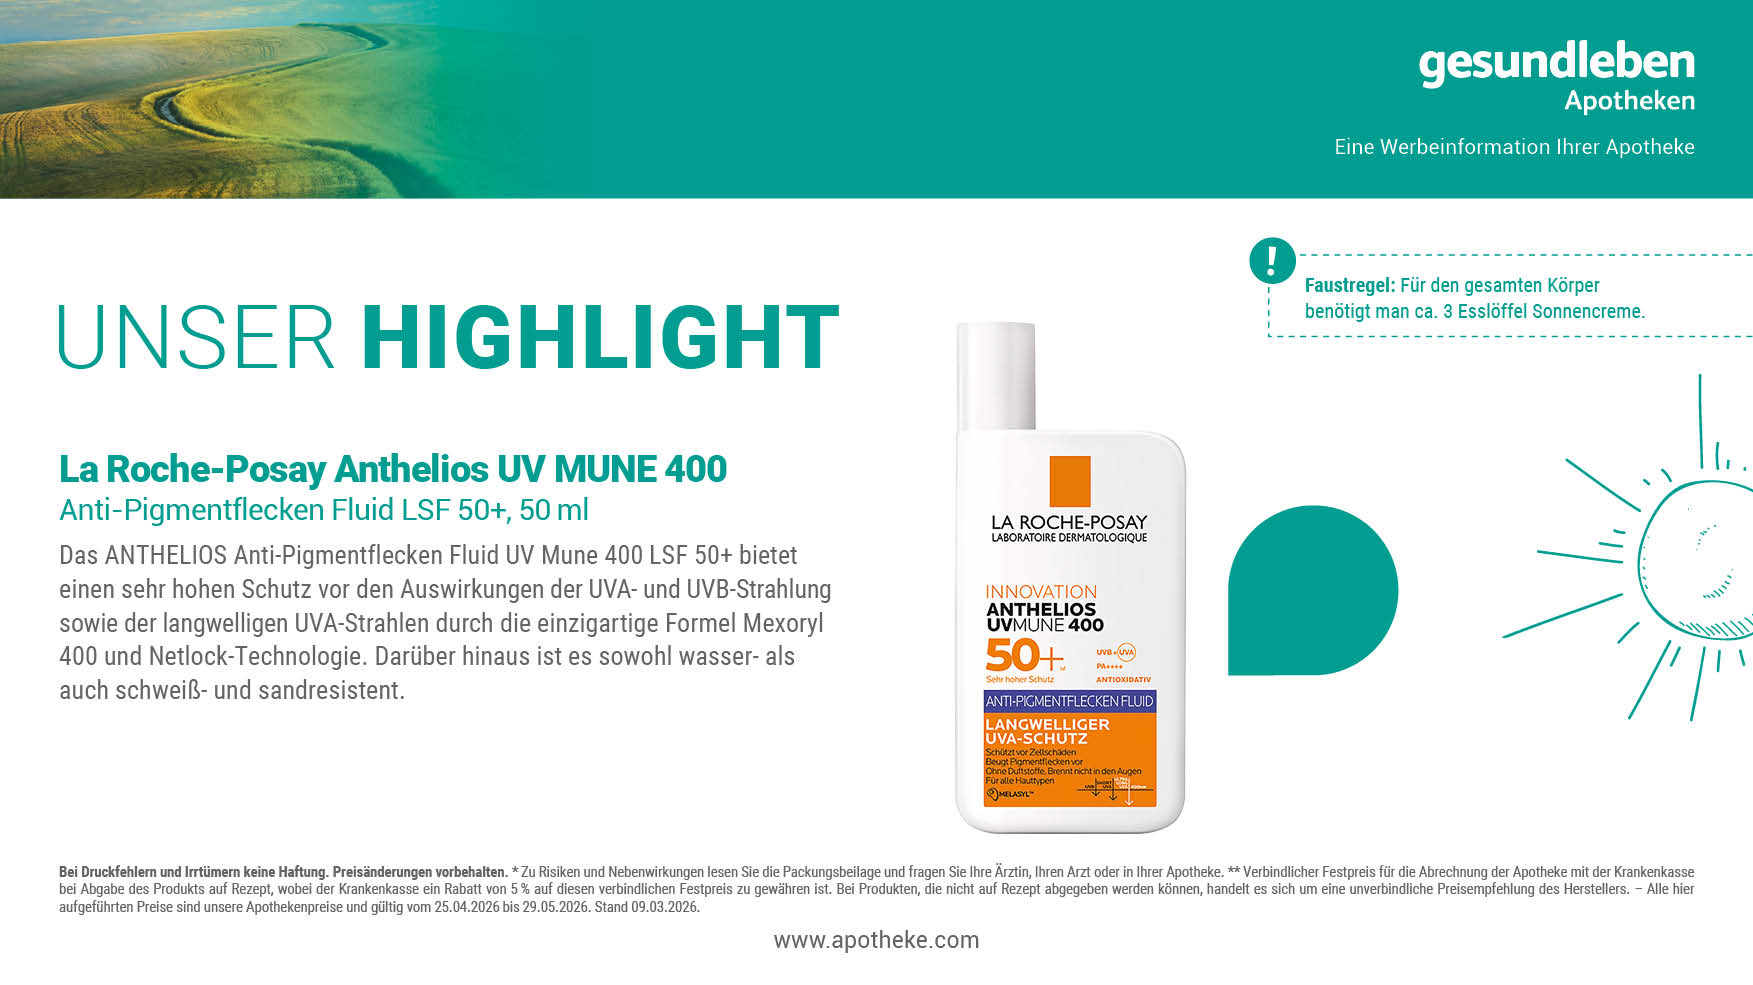 gesundleben
Apotheken
Eine Werbeinformation Ihrer Apotheke
!
Faustregel: Für den gesamten Körper
benötigt man ca. 3 Esslöffel Sonnencreme.
UNSER HIGHLIGHT
La Roche-Posay Anthelios UV MUNE 400
Anti-Pigmentflecken Fluid LSF 50+, 50 ml
Das ANTHELIOS Anti-Pigmentflecken Fluid UV Mune 400 LSF 50+ bietet
einen sehr hohen Schutz vor den Auswirkungen der UVA- und UVB-Strahlung
sowie der langwelligen UVA-Strahlen durch die einzigartige Formel Mexoryl
400 und Netlock-Technologie. Darüber hinaus ist es sowohl wasser- als
auch schweiß- und sandresistent.
LA ROCHE-POSAY
LABORATOIRE DERMATOLOGIQUE
INNOVATION
ANTHELIOS
UVMUNE 400
50+
Sehr hoher Schutz
UVB+UVA
PA++++
ANTIOXIDATIV
ANTI-PIGMENTFLECKEN FLUID
LANGWELLIGER
UVA-SCHUTZ
Schützt vor Zellschäden
Beugt Pigmentflecken vor
Ohne Duftstoffe, Brennt nicht in den Augen
Für alle Hauttypen
MELASYL™
Bei Druckfehlern und Irrtümern keine Haftung. Preisänderungen vorbehalten. * Zu Risiken und Nebenwirkungen lesen Sie die Packungsbeilage und fragen Sie Ihre Ärztin, Ihren Arzt oder in Ihrer Apotheke. ** Verbindlicher Festpreis für die Abrechnung der Apotheke mit der Krankenkasse
bei Abgabe des Produkts auf Rezept, wobei der Krankenkasse ein Rabatt von 5 % auf diesen verbindlichen Festpreis zu gewähren ist. Bei Produkten, die nicht auf Rezept abgegeben werden können, handelt es sich um eine unverbindliche Preisempfehlung des Herstellers. – Alle hier
aufgeführten Preise sind unsere Apothekenpreise und gültig vom 25.04.2026 bis 29.05.2026. Stand 09.03.2026.
www.apotheke.com